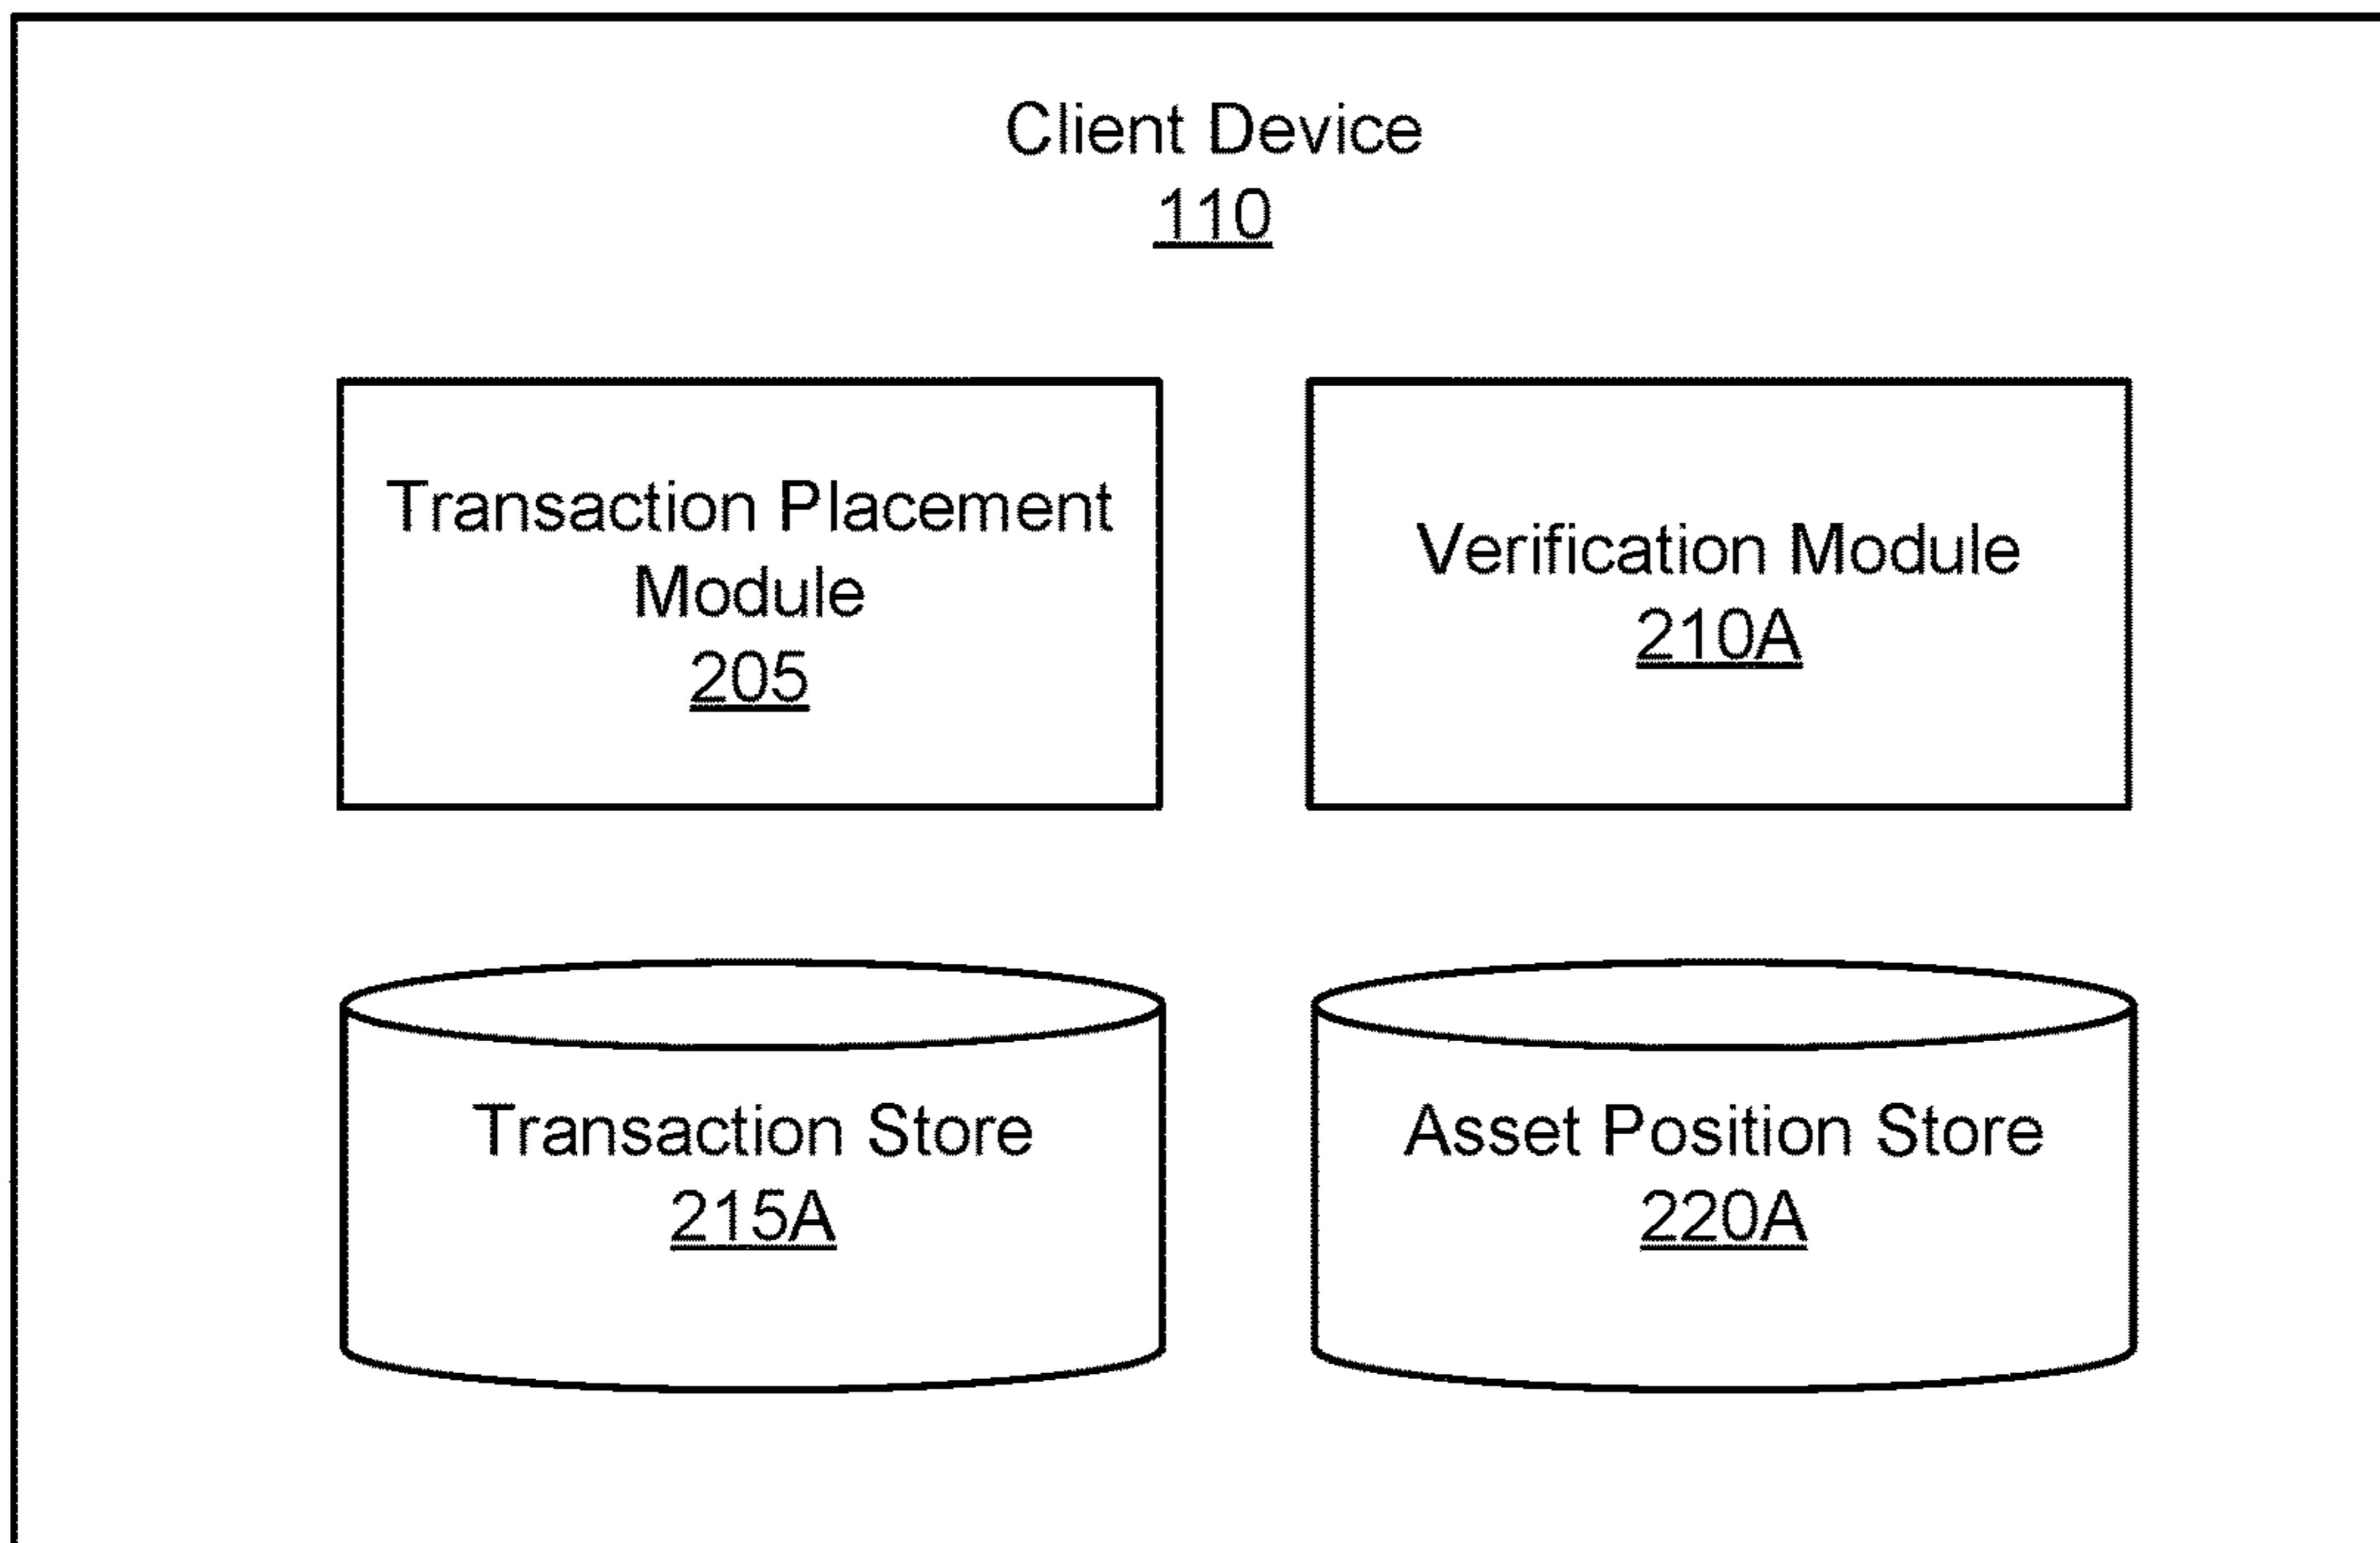 Client Device
110
Transaction Placement
Module
205
Verification Module
210A
Transaction Store
215A
Asset Position Store
220A